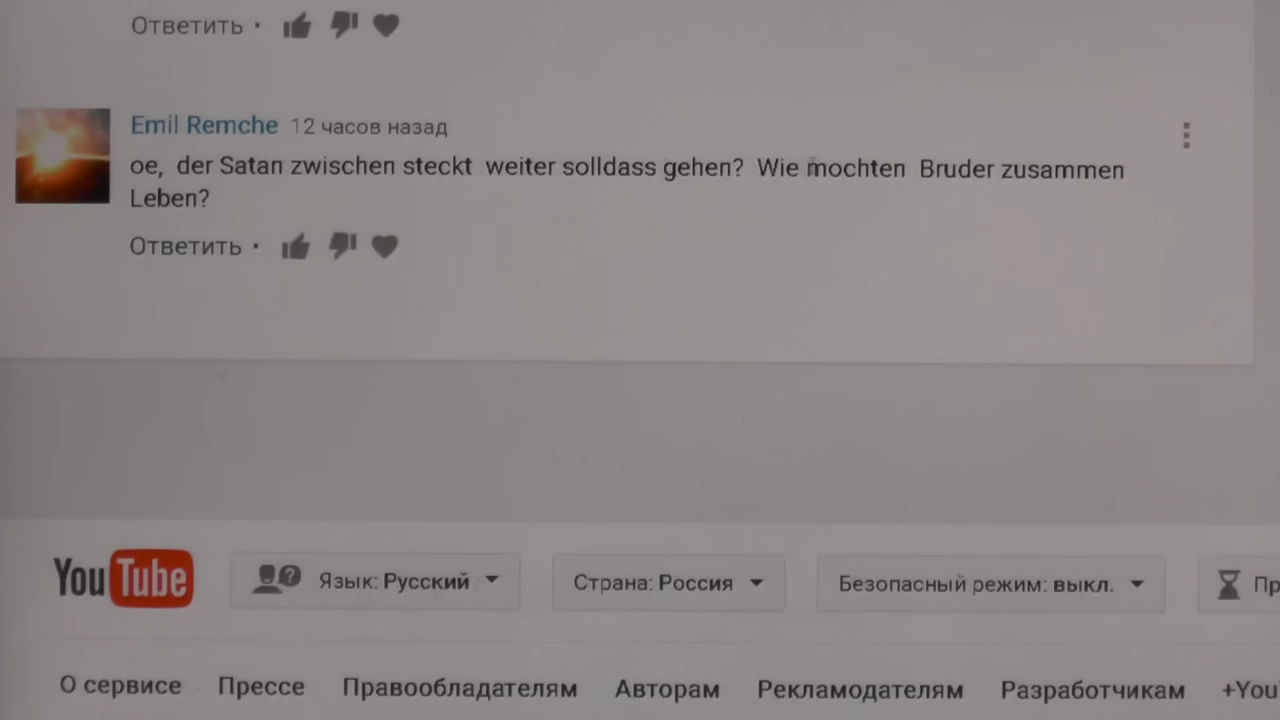 Ответить ·
Emil Remche 12 часов назад
oe, der Satan zwischen steckt weiter solldass gehen? Wie mochten Bruder zusammen
Leben?
Ответить ·
YouTube Язык: Русский Страна: Россия Безопасный режим: выкл.
О сервисе Прессе Правообладателям Авторам Рекламодателям Разработчикам +You